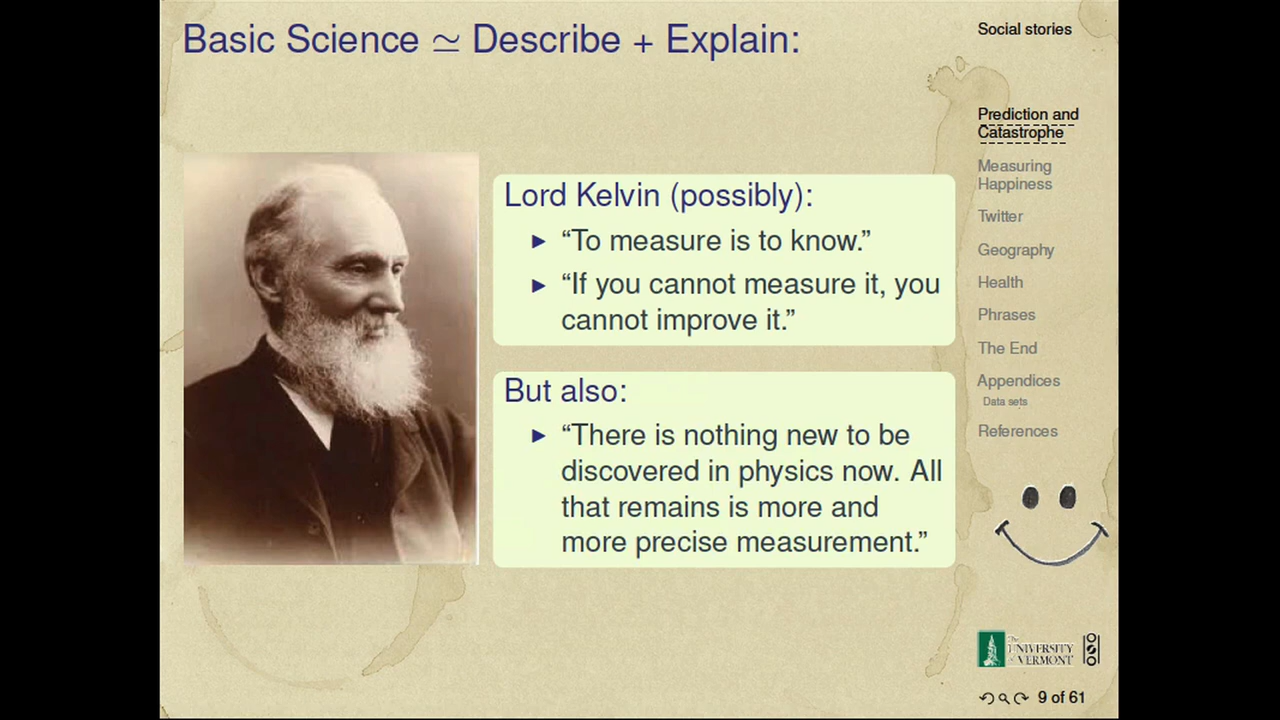 Basic Science ≃ Describe + Explain:
Lord Kelvin (possibly):
► “To measure is to know.”
► “If you cannot measure it, you
cannot improve it.”
But also:
► “There is nothing new to be
discovered in physics now. All
that remains is more and
more precise measurement.”
Social stories
Prediction and
Catastrophe
Measuring
Happiness
Twitter
Geography
Health
Phrases
The End
Appendices
Data sets
References
The
UNIVERSITY
of VERMONT
9 of 61